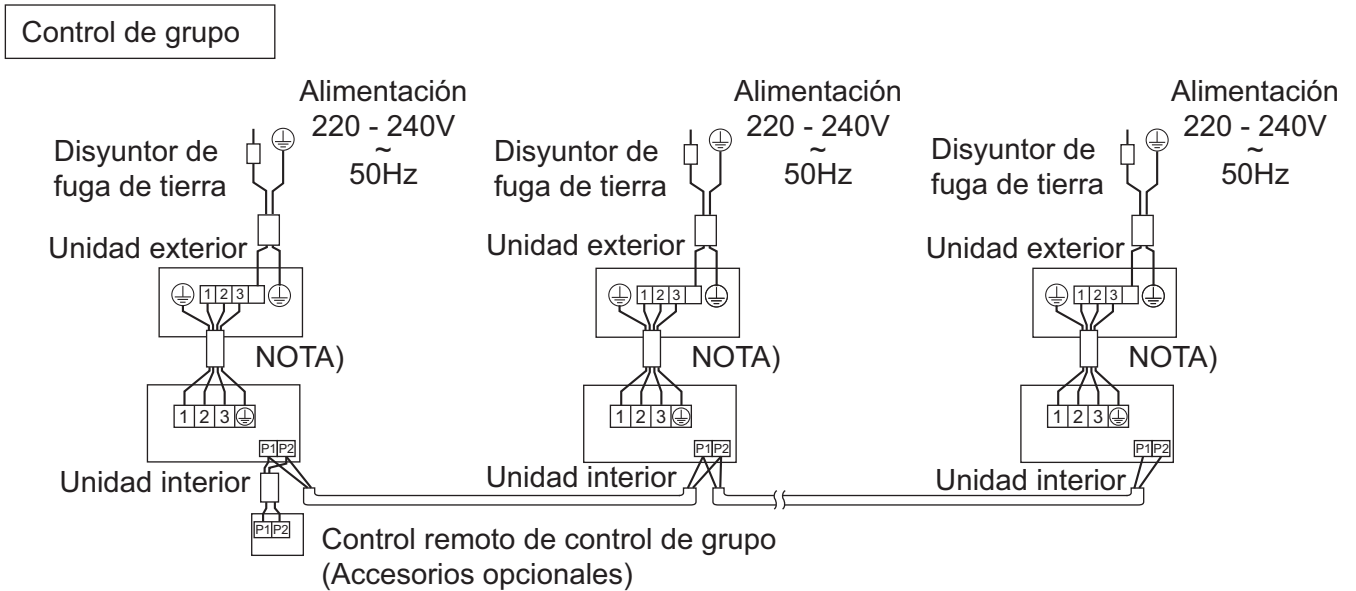 Control de grupo
Alimentación
220 - 240V
~
50Hz
Disyuntor de
fuga de tierra
Unidad exterior
1 2 3
NOTA)
1 2 3
P1 P2
Unidad interior
P1 P2
Alimentación
220 - 240V
~
50Hz
Disyuntor de
fuga de tierra
Unidad exterior
1 2 3
NOTA)
1 2 3
P1 P2
Unidad interior
Alimentación
220 - 240V
~
50Hz
Disyuntor de
fuga de tierra
Unidad exterior
1 2 3
NOTA)
1 2 3
P1 P2
Unidad interior
Control remoto de control de grupo
(Accesorios opcionales)